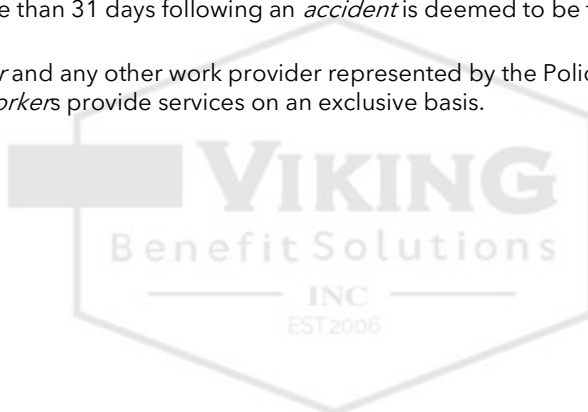 e than 31 days following an accident is deemed to be
r and any other work provider represented by the Polic
orkers provide services on an exclusive basis.
VIKING
Benefit Solutions
INC
EST 2006